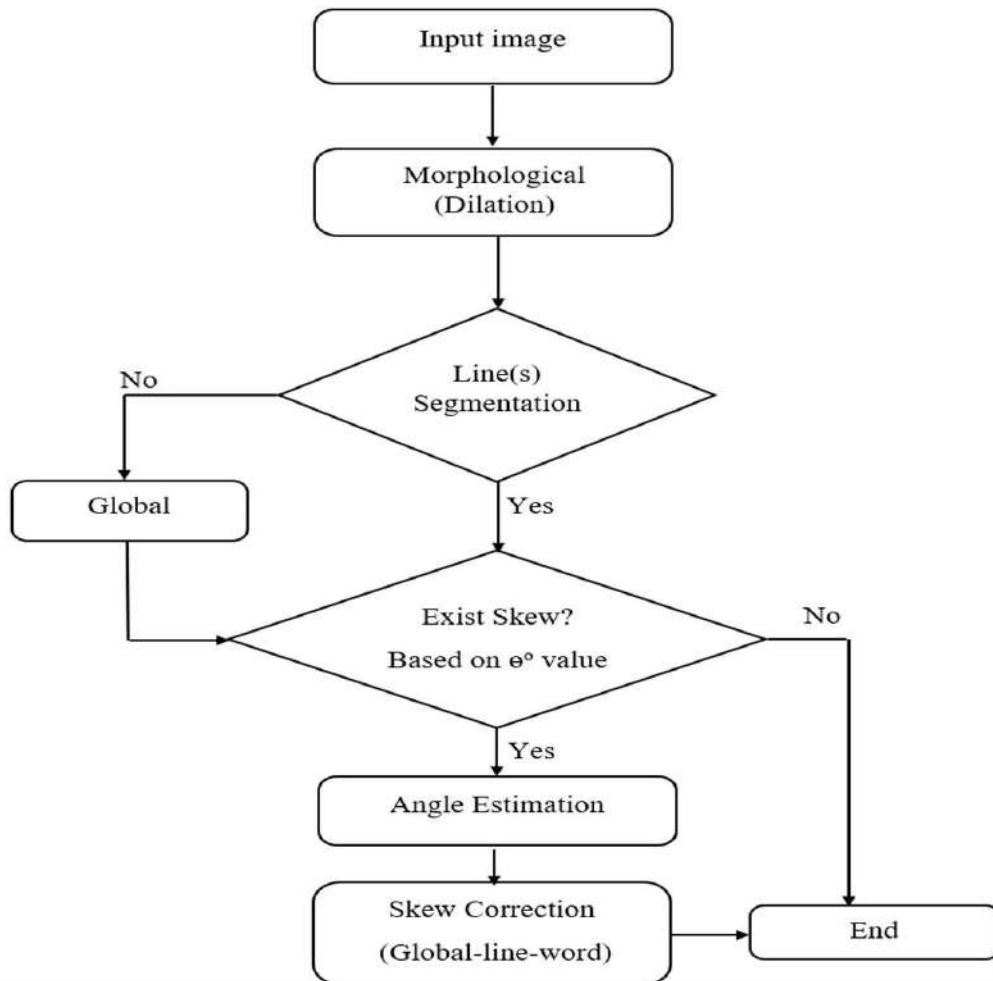 Input image
Morphological
(Dilation)
Line(s)
Segmentation
No
Global
Yes
Exist Skew?
Based on ɵº value
No
Yes
Angle Estimation
Skew Correction
(Global-line-word)
End